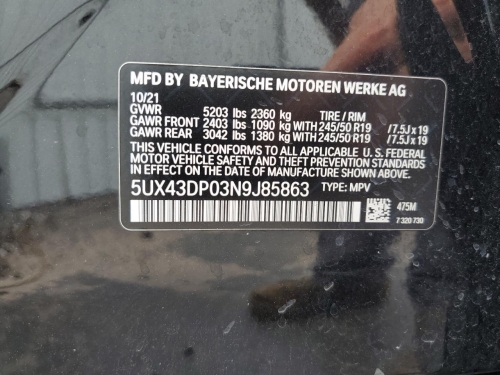 MFD BY BAYERISCHE MOTOREN WERKE AG
10/21
GVWR 5203 lbs 2360 kg TIRE / RIM
GAWR FRONT 2403 lbs 1090 kg WITH 245/50 R19 / 7.5J x 19
GAWR REAR 3042 lbs 1380 kg WITH 245/50 R19 / 7.5J x 19
THIS VEHICLE CONFORMS TO ALL APPLICABLE U.S. FEDERAL
MOTOR VEHICLE SAFETY, BUMPER, AND THEFT PREVENTION STANDARDS
IN EFFECT ON THE DATE OF MANUFACTURE SHOWN ABOVE.
5UX43DP03N9J85863 TYPE: MPV
475M
7 320 730